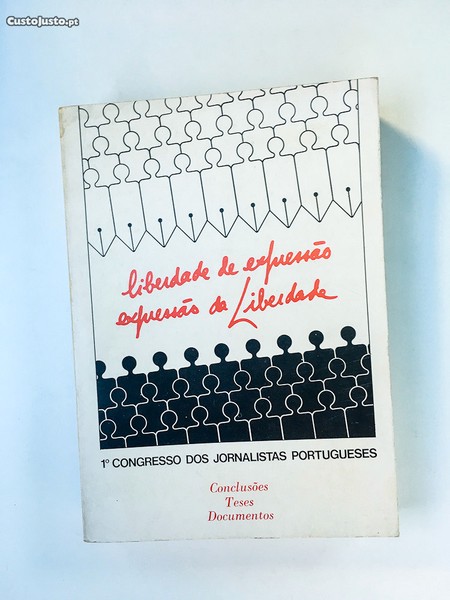 CustoJusto.pt
liberdade de expressão
expressão da Liberdade
1º CONGRESSO DOS JORNALISTAS PORTUGUESES
Conclusões
Teses
Documentos